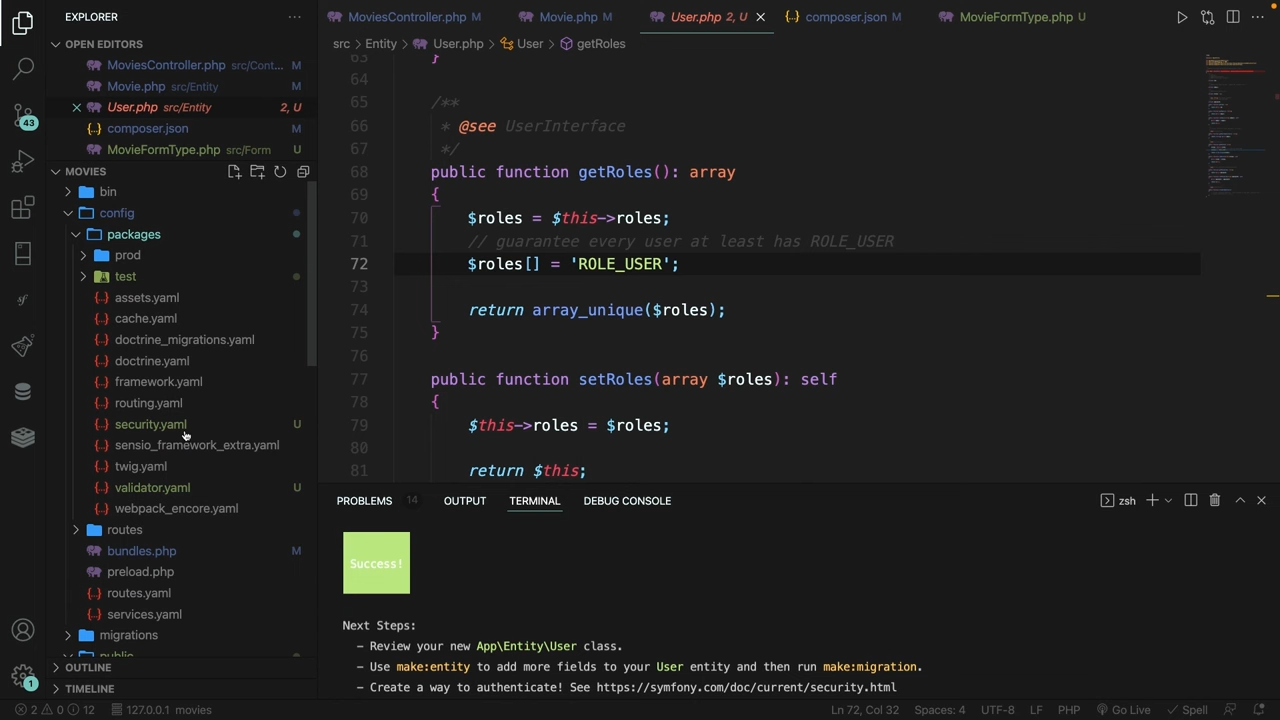 EXPLORER
OPEN EDITORS
MoviesController.php src/Cont... M
Movie.php src/Entity M
User.php src/Entity 2, U
composer.json M
MovieFormType.php src/Form U
MOVIES
bin
config
packages
prod
test
assets.yaml
cache.yaml
doctrine_migrations.yaml
doctrine.yaml
framework.yaml
routing.yaml
security.yaml U
sensio_framework_extra.yaml
twig.yaml
validator.yaml U
webpack_encore.yaml
routes
bundles.php M
preload.php
routes.yaml
services.yaml
migrations
public
OUTLINE
TIMELINE
43
1
MoviesController.php M Movie.php M User.php 2, U composer.json M MovieFormType.php U
src > Entity > User.php > User > getRoles
63 }
64
65 /**
66 * @see UserInterface
67 */
68 public function getRoles(): array
69 {
70 $roles = $this->roles;
71 // guarantee every user at least has ROLE_USER
72 $roles[] = 'ROLE_USER';
73
74 return array_unique($roles);
75 }
76
77 public function setRoles(array $roles): self
78 {
79 $this->roles = $roles;
80
81 return $this;
PROBLEMS 14 OUTPUT TERMINAL DEBUG CONSOLE zsh
Success!
Next Steps:
- Review your new App\Entity\User class.
- Use make:entity to add more fields to your User entity and then run make:migration.
- Create a way to authenticate! See https://symfony.com/doc/current/security.html
2 0 12 127.0.0.1 movies Ln 72, Col 32 Spaces: 4 UTF-8 LF PHP Go Live Spell